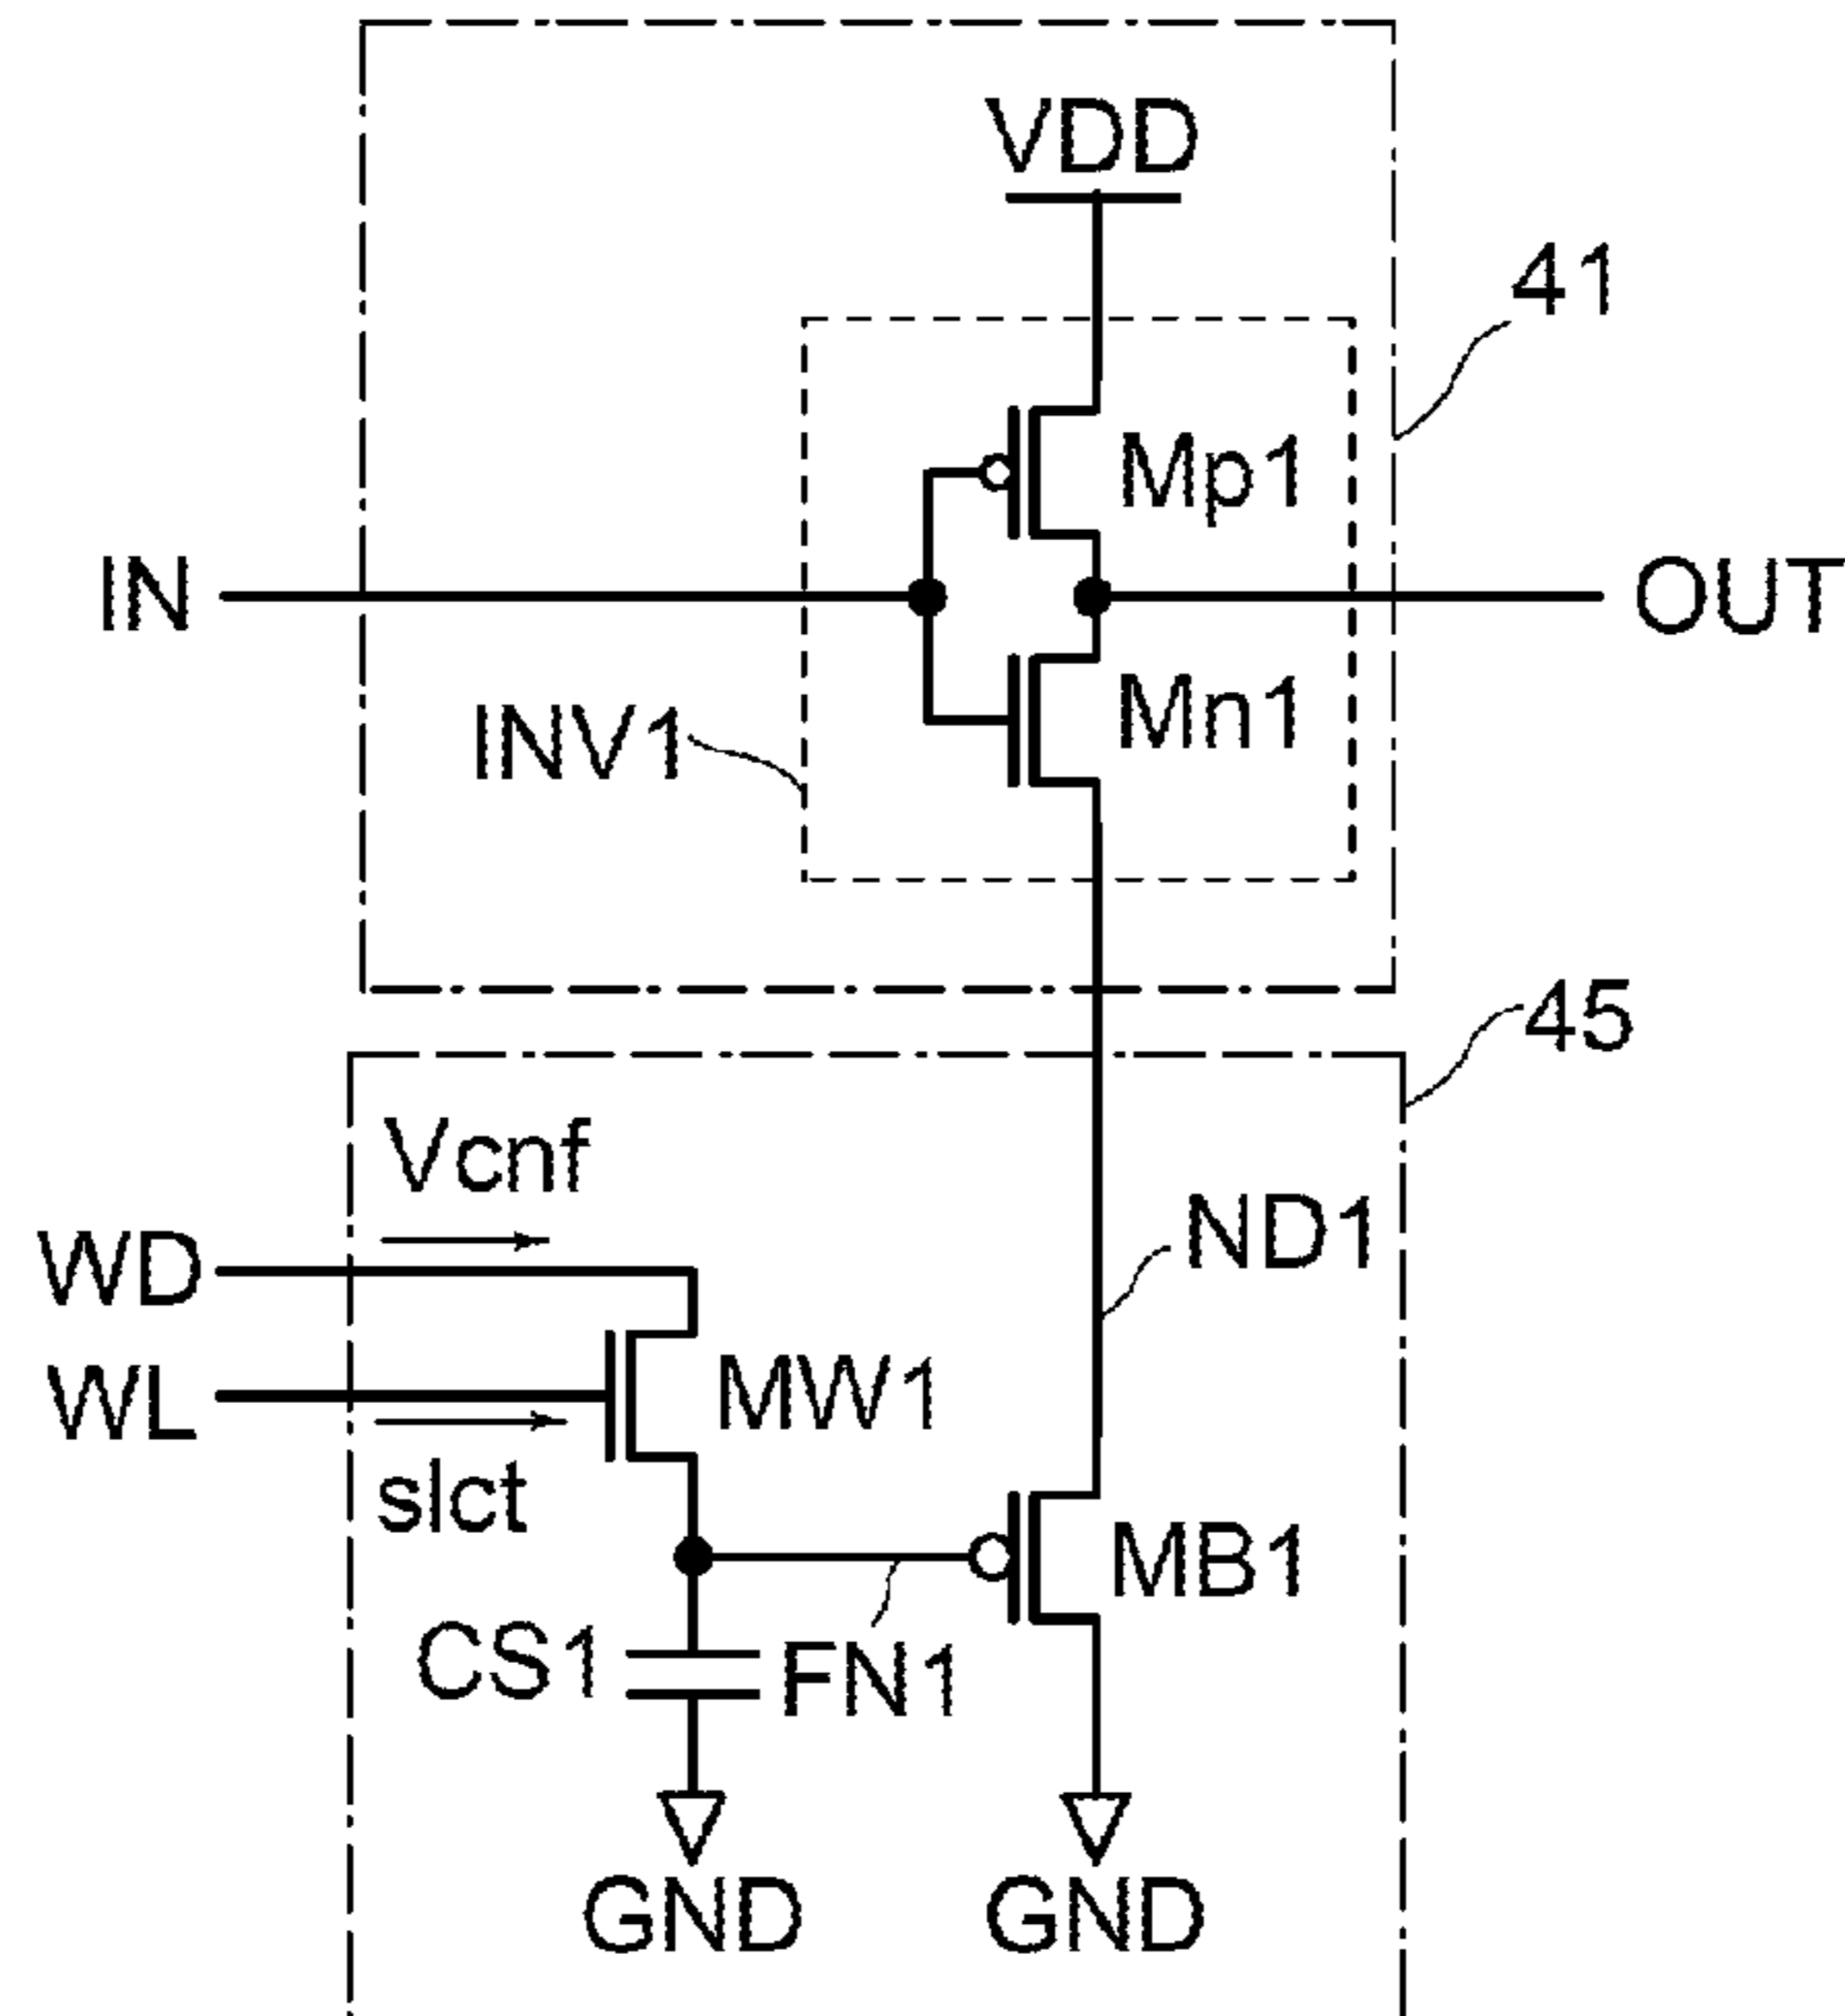 VDD
41
Mp1
IN
OUT
Mn1
INV1
45
Vcnf
ND1
WD
MW1
WL
slct
MB1
CS1
FN1
GND
GND